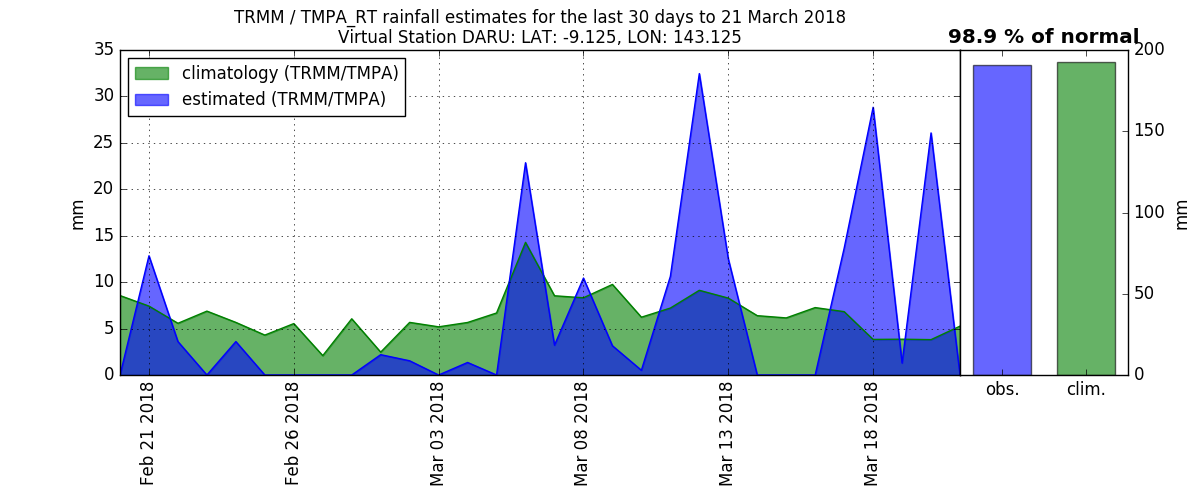 TRMM / TMPA_RT rainfall estimates for the last 30 days to 21 March 2018
Virtual Station DARU: LAT: -9.125, LON: 143.125
98.9 % of normal
climatology (TRMM/TMPA)
estimated (TRMM/TMPA)
35
30
25
20
15
10
5
0
mm
Feb 21 2018
Feb 26 2018
Mar 03 2018
Mar 08 2018
Mar 13 2018
Mar 18 2018
200
150
100
50
0
mm
obs.
clim.